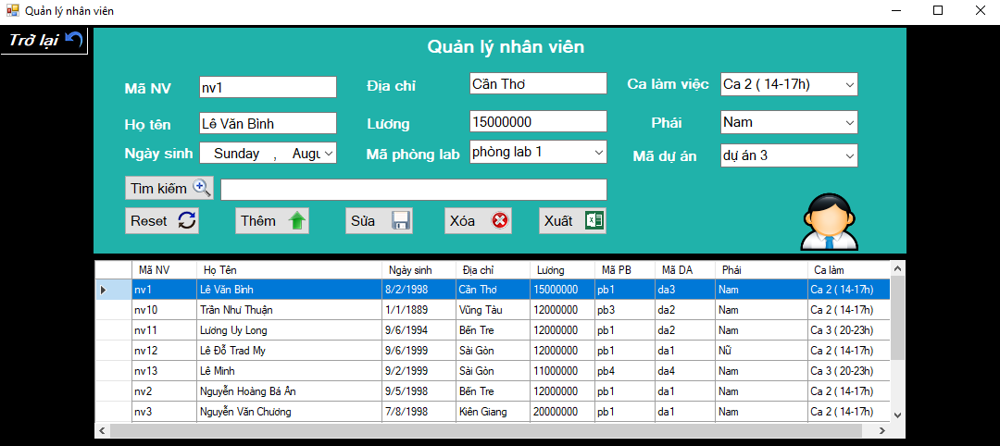 Quản lý nhân viên
Trở lại
Quản lý nhân viên
Mã NV nv1 Địa chỉ Cần Thơ Ca làm việc Ca 2 ( 14-17h)
Họ tên Lê Văn Bình Lương 15000000 Phái Nam
Ngày sinh Sunday , Augu Mã phòng lab phòng lab 1 Mã dự án dự án 3
Tìm kiếm
Reset Thêm Sửa Xóa Xuất
Mã NV Họ Tên Ngày sinh Địa chỉ Lương Mã PB Mã DA Phái Ca làm
nv1 Lê Văn Bình 8/2/1998 Cần Thơ 15000000 pb1 da3 Nam Ca 2 ( 14-17h)
nv10 Trần Như Thuận 1/1/1889 Vũng Tàu 12000000 pb3 da2 Nam Ca 2 ( 14-17h)
nv11 Lương Uy Long 9/6/1994 Bến Tre 12000000 pb1 da2 Nam Ca 3 ( 20-23h)
nv12 Lê Đỗ Trad My 9/6/1999 Sài Gòn 12000000 pb1 da1 Nữ Ca 2 ( 14-17h)
nv13 Lê Minh 9/2/1999 Sài Gòn 11000000 pb4 da4 Nam Ca 3 ( 20-23h)
nv2 Nguyễn Hoàng Bá Ân 9/5/1998 Bến Tre 12000000 pb1 da1 Nam Ca 2 ( 14-17h)
nv3 Nguyễn Văn Chương 7/8/1998 Kiên Giang 20000000 pb1 da1 Nam Ca 2 ( 14-17h)